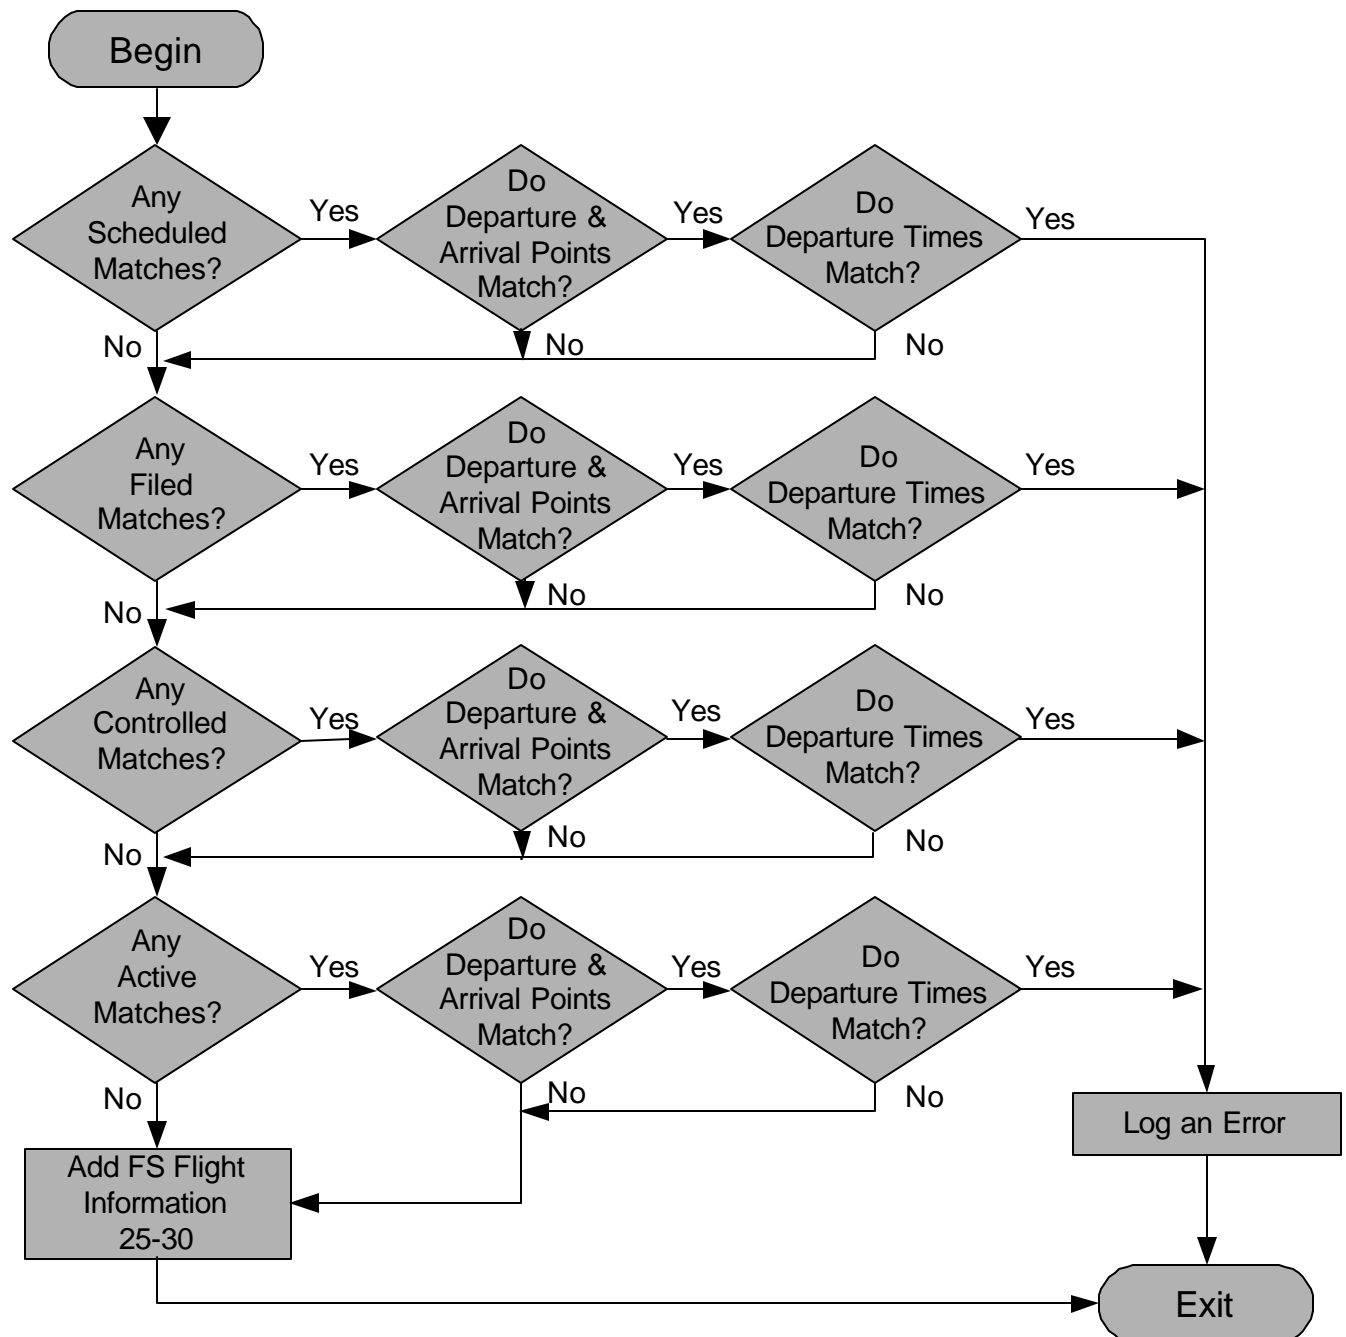 Begin
Any
Scheduled
Matches?
Yes
Do
Departure &
Arrival Points
Match?
Yes
Do
Departure Times
Match?
Yes
No
No
No
Any
Filed
Matches?
Yes
Do
Departure &
Arrival Points
Match?
Yes
Do
Departure Times
Match?
Yes
No
No
No
Any
Controlled
Matches?
Yes
Do
Departure &
Arrival Points
Match?
Yes
Do
Departure Times
Match?
Yes
No
No
No
Any
Active
Matches?
Yes
Do
Departure &
Arrival Points
Match?
Yes
Do
Departure Times
Match?
Yes
No
No
No
Log an Error
Add FS Flight
Information
25-30
Exit